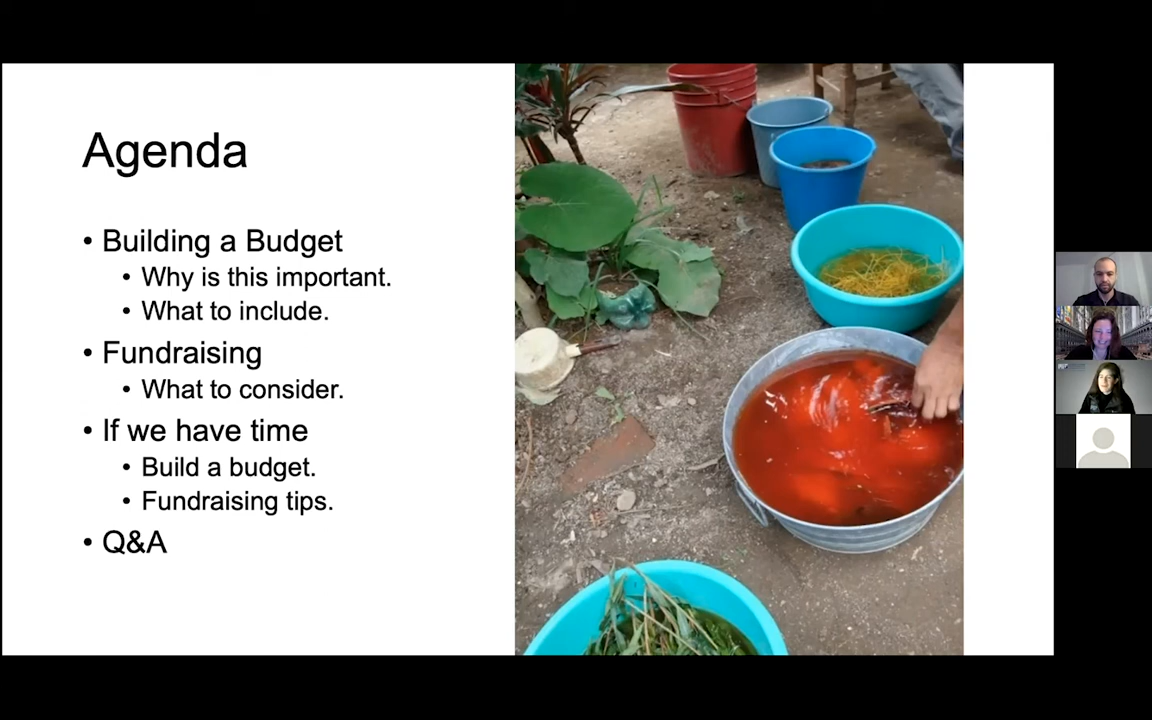 Agenda
• Building a Budget
• Why is this important.
• What to include.
• Fundraising
• What to consider.
• If we have time
• Build a budget.
• Fundraising tips.
• Q&A